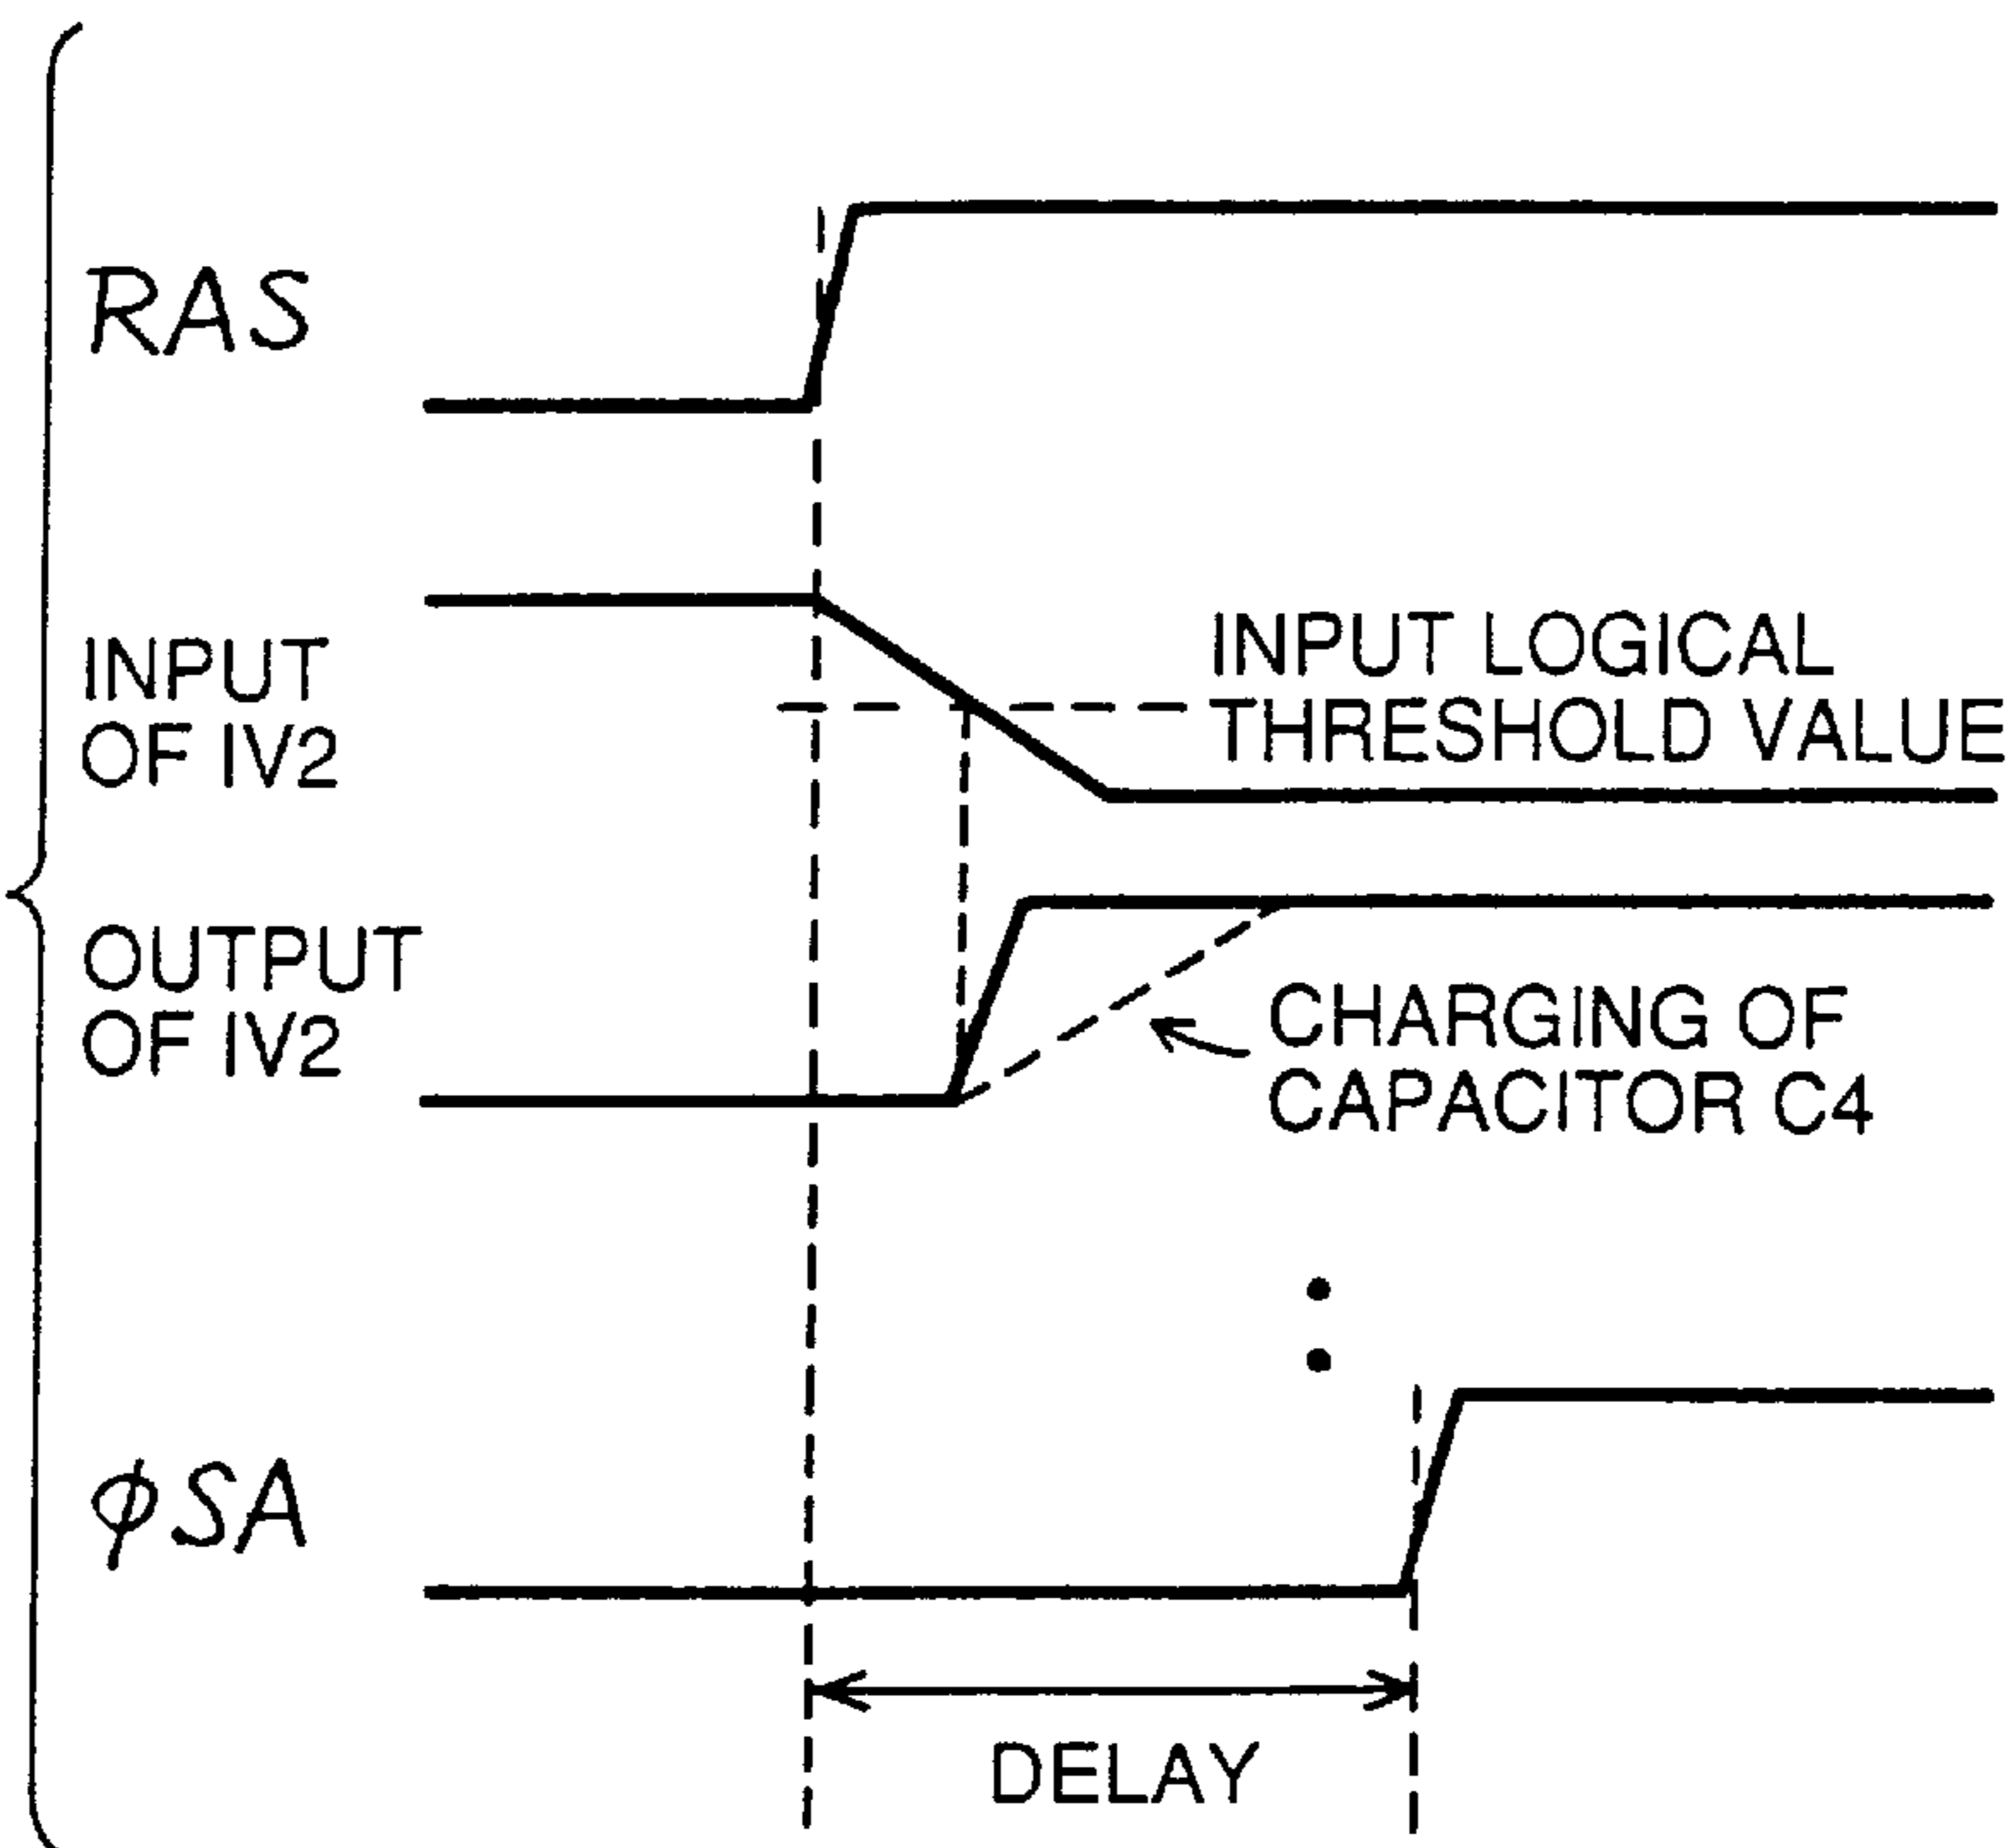 RAS
INPUT
OF IV2
INPUT LOGICAL
THRESHOLD VALUE
OUTPUT
OF IV2
CHARGING OF
CAPACITOR C4
ϕSA
DELAY